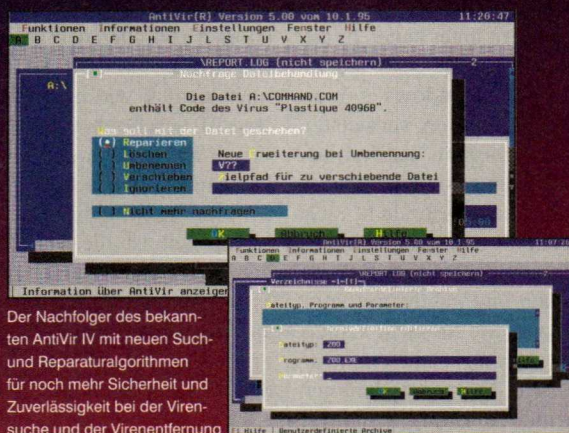 AntiVir(R) Version 5.00 vom 10.1.95 11:20:47
Funktionen Informationen Einstellungen Fenster Hilfe
A B C D E F G H I J L S T U V X Y Z
\REPORT.LOG (nicht speichern) 2
Nachfrage Dateibehandlung
A:\
Die Datei A:\COMMAND.COM
enthält Code des Virus "Plastique 4096B".
Was soll mit der Datei geschehen?
Reparieren
Löschen Neue Erweiterung bei Umbenennung:
Umbenennen V??
Verschieben Zielpfad für zu verschiebende Datei
Ignorieren
Nicht mehr nachfragen
OK Abbruch Hilfe
Information über AntiVir anzeigen
AntiVir(R) Version 5.00 vom 10.1.95
Funktionen Informationen Einstellungen Fenster Hilfe
A B C D E F G H I J L S T U V X Y Z
\REPORT.LOG (nicht speichern) 2
Verzeichnisse
Dateityp, Programm und Parameter:
Dateityp: ZOO
Programm: ZOO.EXE
Parameter:
Hilfe Benutzerdefinierte Archive
Der Nachfolger des bekann-
ten AntiVir IV mit neuen Such-
und Reparaturalgorithmen
für noch mehr Sicherheit und
Zuverlässigkeit bei der Viren-
suche und der Virenentfernung